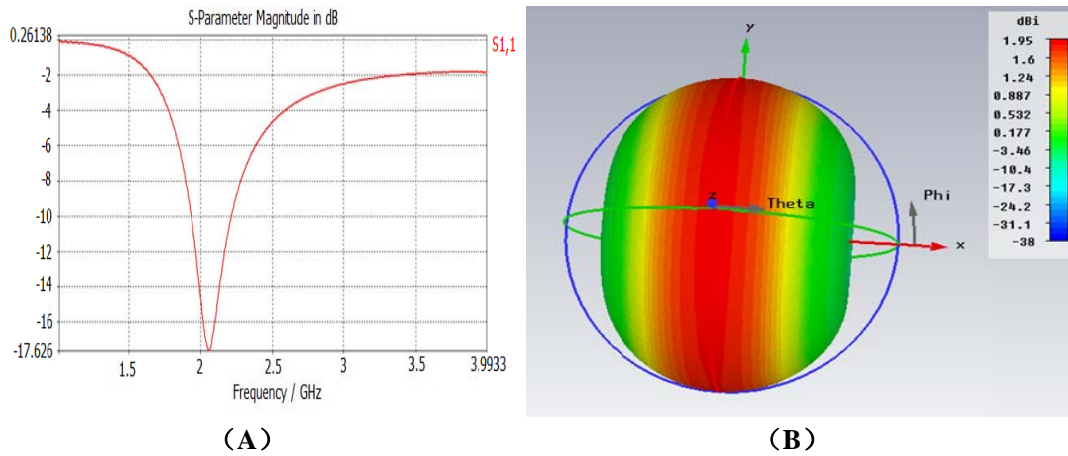 S-Parameter Magnitude in dB
0.26138
-2
-4
-6
-8
-10
-12
-14
-16
-17.626
S1,1
1.5
2
2.5
3
3.5
3.9933
Frequency / GHz
(A)
y
z
Theta
Phi
x
dBi
1.95
1.6
1.24
0.887
0.532
0.177
-3.46
-10.4
-17.3
-24.2
-31.1
-38
(B)